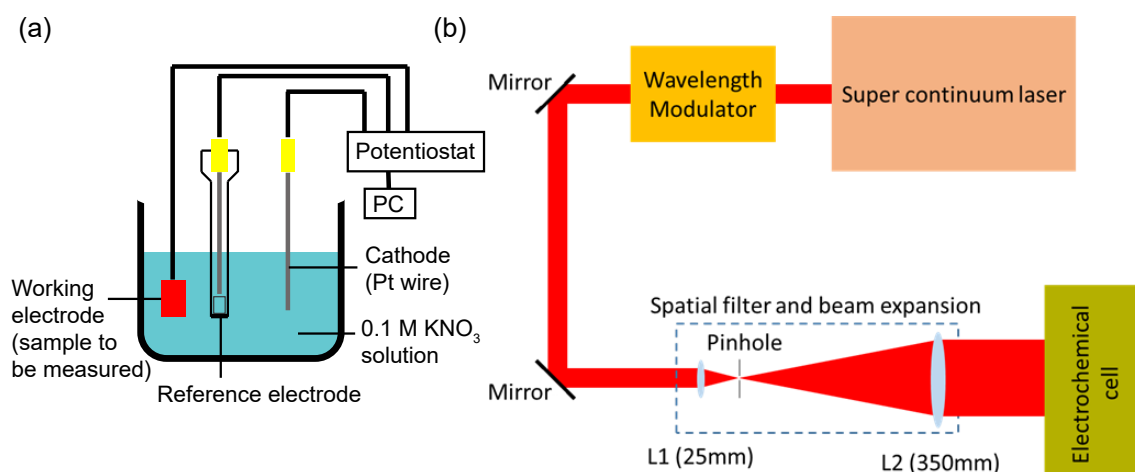 (a)
Potentiostat
PC
Working
electrode
(sample to
be measured)
Cathode
(Pt wire)
0.1 M KNO₃
solution
Reference electrode
(b)
Mirror
Wavelength
Modulator
Super continuum laser
Spatial filter and beam expansion
Pinhole
Mirror
L1 (25mm)
L2 (350mm)
Electrochemical
cell